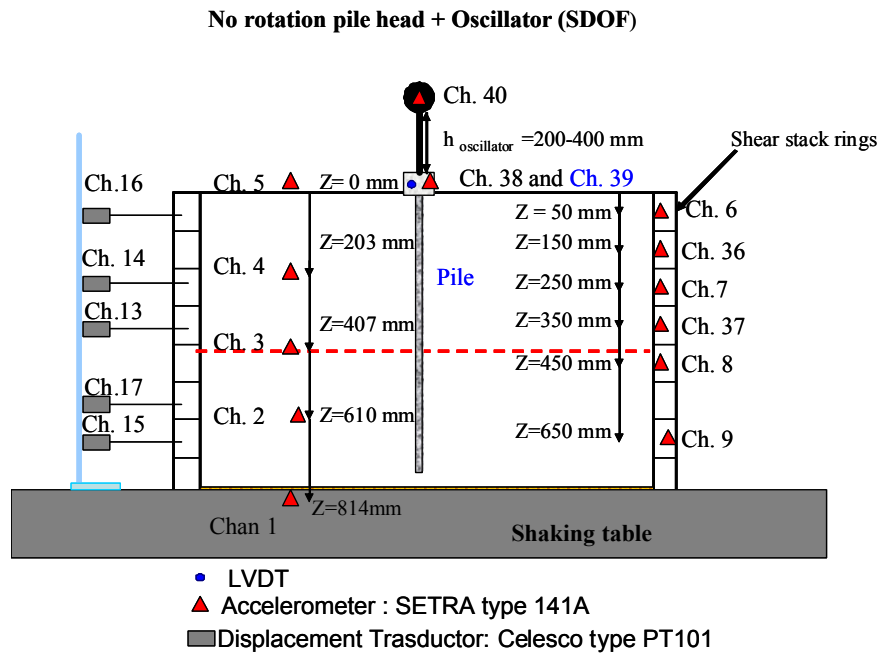 No rotation pile head + Oscillator (SDOF)
Ch. 40
h oscillator =200-400 mm
Shear stack rings
Ch.16
Ch. 5
Z= 0 mm
Ch. 38 and Ch. 39
Z = 50 mm
Ch. 6
Z=203 mm
Z=150 mm
Ch. 36
Ch. 14
Ch. 4
Pile
Z=250 mm
Ch.7
Ch.13
Ch. 3
Z=407 mm
Z=350 mm
Ch. 37
Z=450 mm
Ch. 8
Ch.17
Ch. 2
Z=610 mm
Ch.15
Z=650 mm
Ch. 9
Z=814mm
Chan 1
Shaking table
LVDT
Accelerometer : SETRA type 141A
Displacement Trasductor: Celesco type PT101